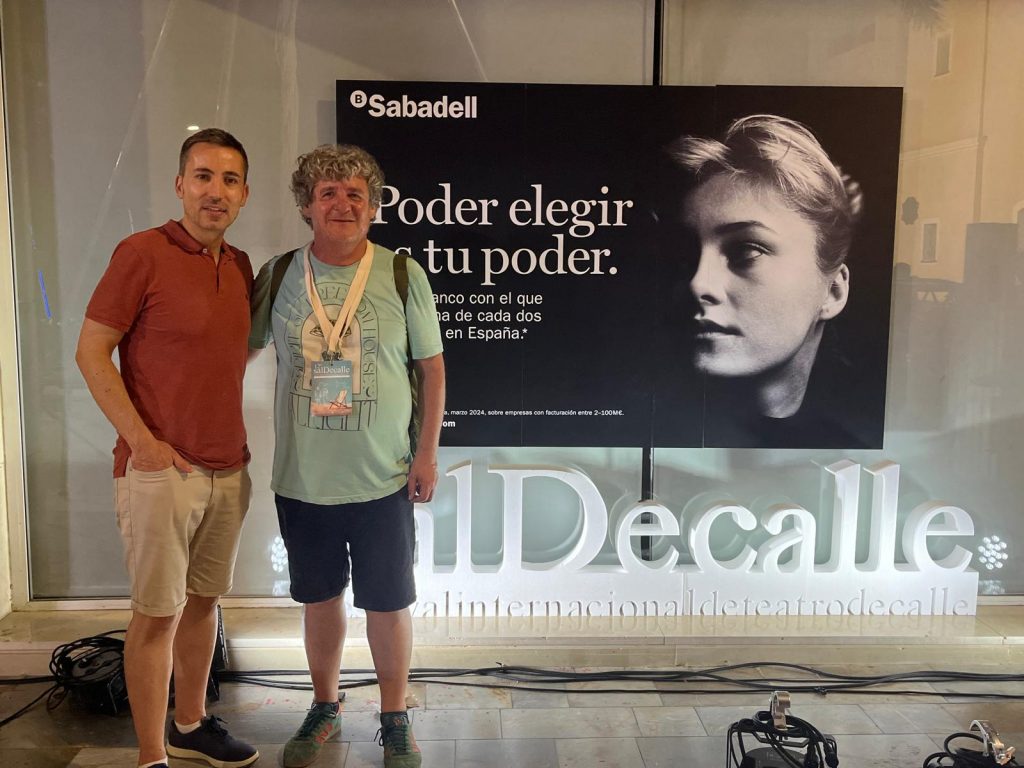 B Sabadell
Poder elegir
s tu poder.
anco con el que
na de cada dos
en España.*
a, marzo 2024, sobre empresas con facturación entre 2-100M€.
om
salDecalle
alDecalle
valinternacionaldeteatrodecalle